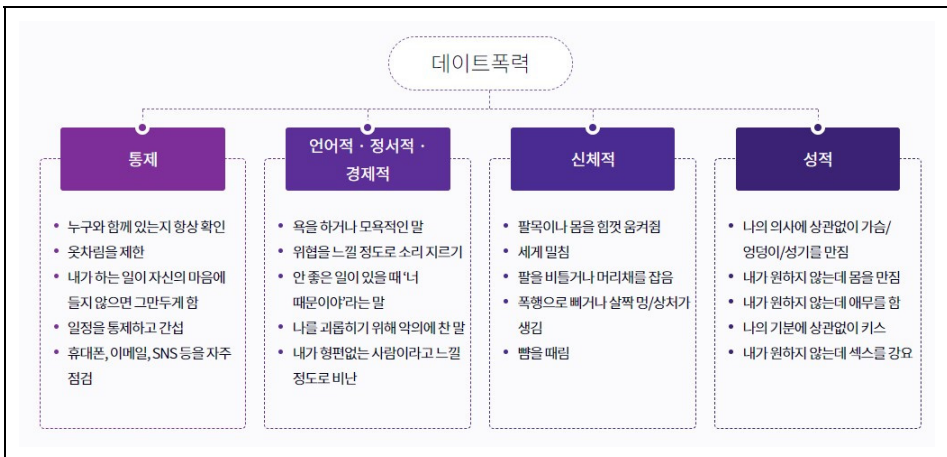 데이트폭력
통제
• 누구와 함께 있는지 항상 확인
• 옷차림을 제한
• 내가 하는 일이 자신의 마음에
들지 않으면 그만두게 함
• 일정을 통제하고 간섭
• 휴대폰, 이메일, SNS 등을 자주
점검
언어적 · 정서적 ·
경제적
• 욕을 하거나 모욕적인 말
• 위협을 느낄 정도로 소리 지르기
• 안 좋은 일이 있을 때 ‘너
때문이야’라는 말
• 나를 괴롭히기 위해 악의에 찬 말
• 내가 형편없는 사람이라고 느낄
정도로 비난
신체적
• 팔목이나 몸을 힘껏 움켜쥠
• 세게 밀침
• 팔을 비틀거나 머리채를 잡음
• 폭행으로 삐거나 살짝 멍/상처가
생김
• 뺨을 때림
성적
• 나의 의사에 상관없이 가슴/
엉덩이/성기를 만짐
• 내가 원하지 않는데 몸을 만짐
• 내가 원하지 않는데 애무를 함
• 나의 기분에 상관없이 키스
• 내가 원하지 않는데 섹스를 강요